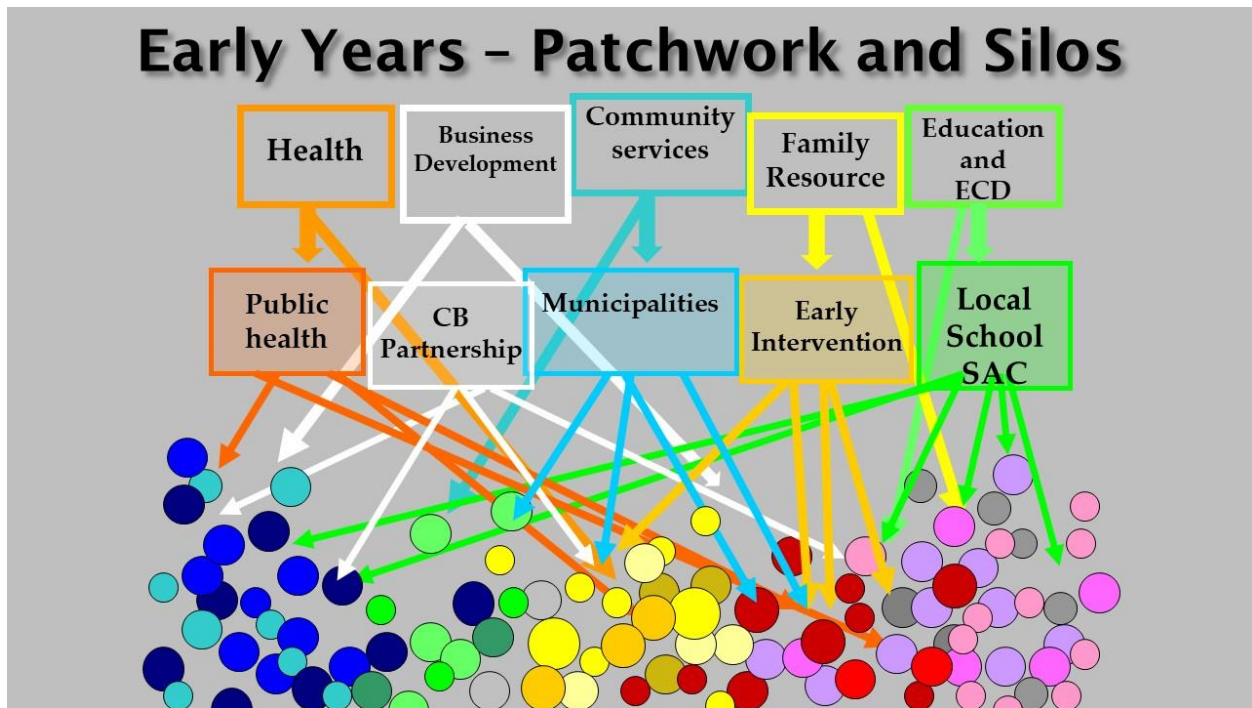 Early Years – Patchwork and Silos
Health
Business
Development
Community
services
Family
Resource
Education
and
ECD
Public
health
CB
Partnership
Municipalities
Early
Intervention
Local
School
SAC